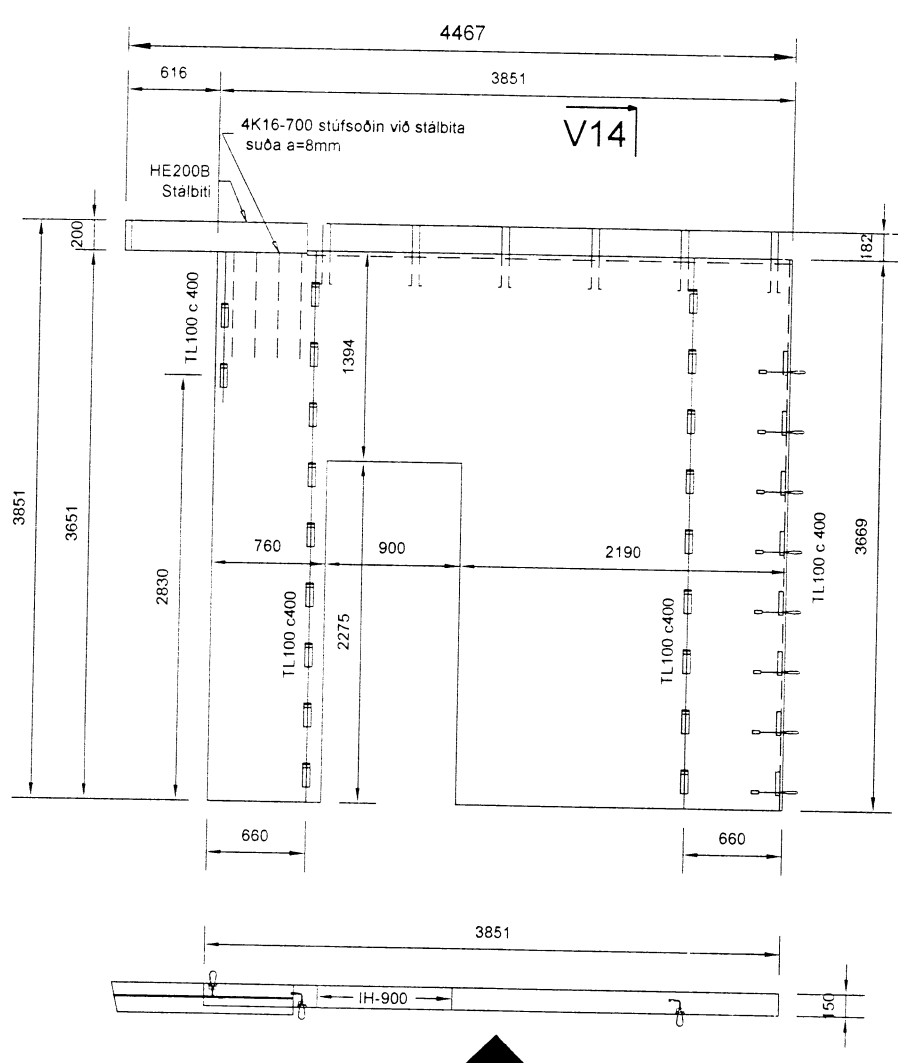 4467
616
3851
4K16-700 stúfsoðin við stálbita
suða a=8mm
V14
HE200B
Stálbiti
200
182
TL100 c 400
1394
3851
3651
2830
760
900
2190
3669
TL100 c 400
TL100 c400
2275
TL100 c400
660
660
3851
IH-900
150